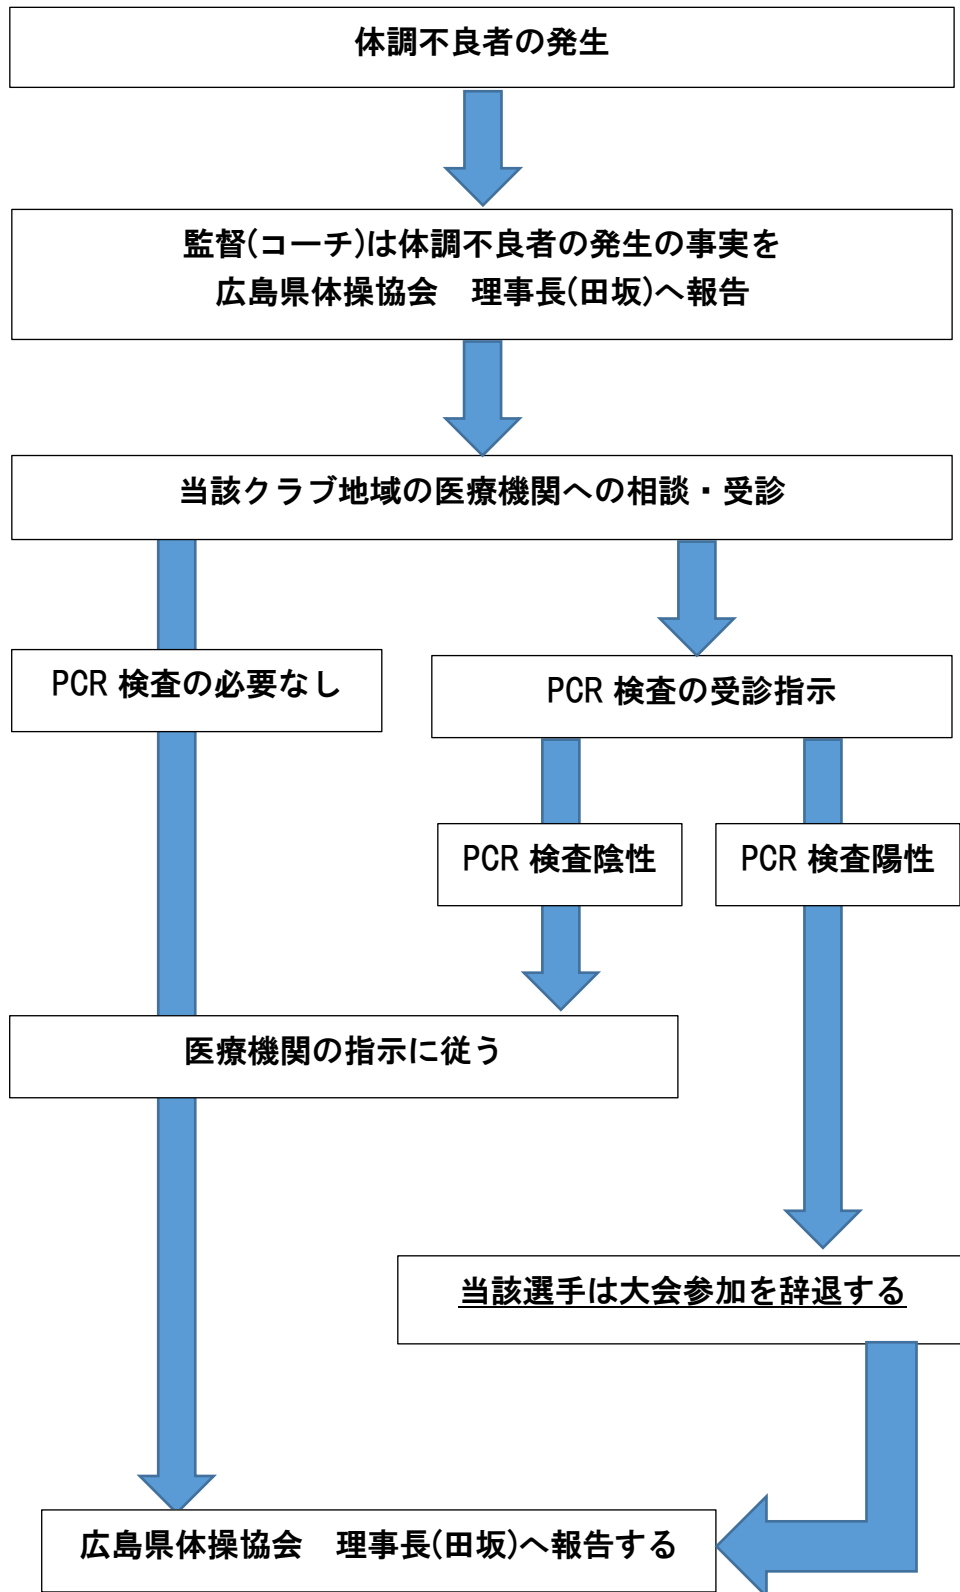 体調不良者の発生
監督(コーチ)は体調不良者の発生の事実を
広島県体操協会　理事長(田坂)へ報告
当該クラブ地域の医療機関への相談・受診
PCR 検査の必要なし
PCR 検査の受診指示
PCR 検査陰性
PCR 検査陽性
医療機関の指示に従う
当該選手は大会参加を辞退する
広島県体操協会　理事長(田坂)へ報告する